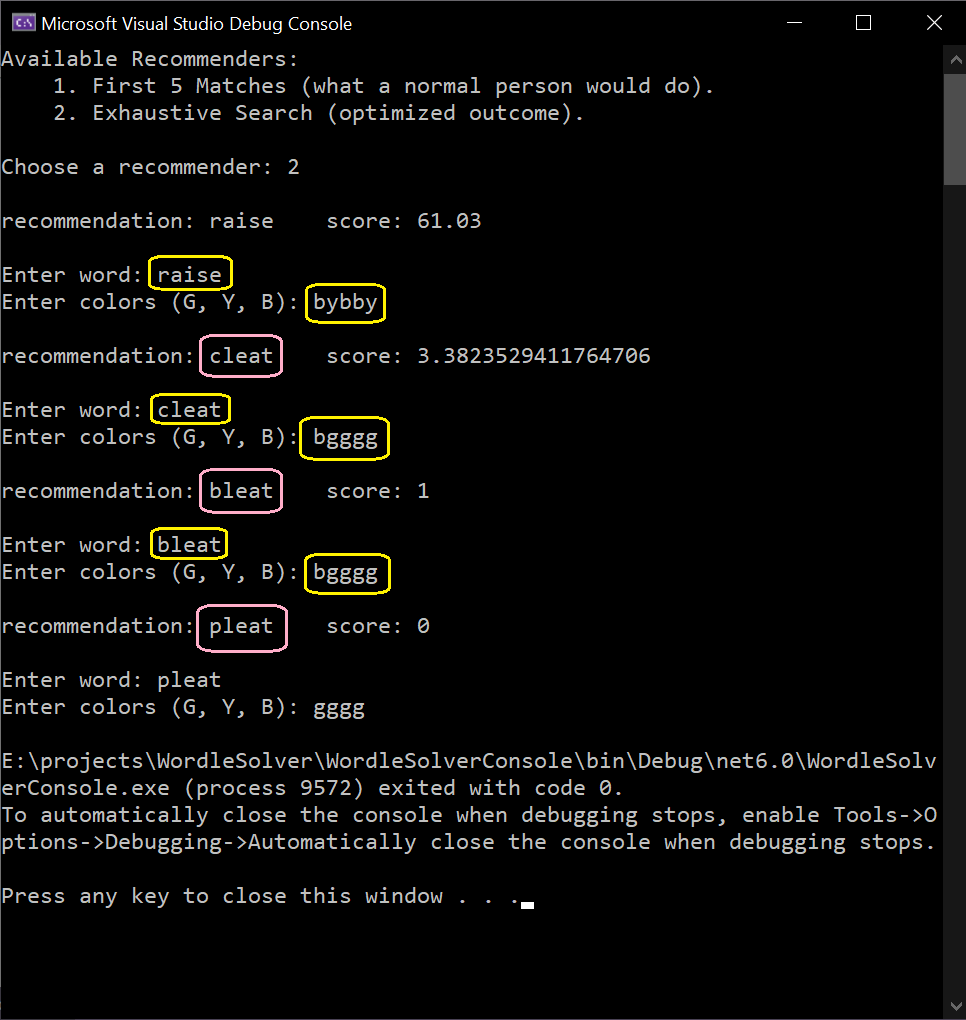 Microsoft Visual Studio Debug Console
Available Recommenders:
1. First 5 Matches (what a normal person would do).
2. Exhaustive Search (optimized outcome).
Choose a recommender: 2
recommendation: raise score: 61.03
Enter word: raise
Enter colors (G, Y, B): bybby
recommendation: cleat score: 3.3823529411764706
Enter word: cleat
Enter colors (G, Y, B): bgggg
recommendation: bleat score: 1
Enter word: bleat
Enter colors (G, Y, B): bgggg
recommendation: pleat score: 0
Enter word: pleat
Enter colors (G, Y, B): gggg
E:\projects\WordleSolver\WordleSolverConsole\bin\Debug\net6.0\WordleSolv
erConsole.exe (process 9572) exited with code 0.
To automatically close the console when debugging stops, enable Tools->O
ptions->Debugging->Automatically close the console when debugging stops.
Press any key to close this window . . .